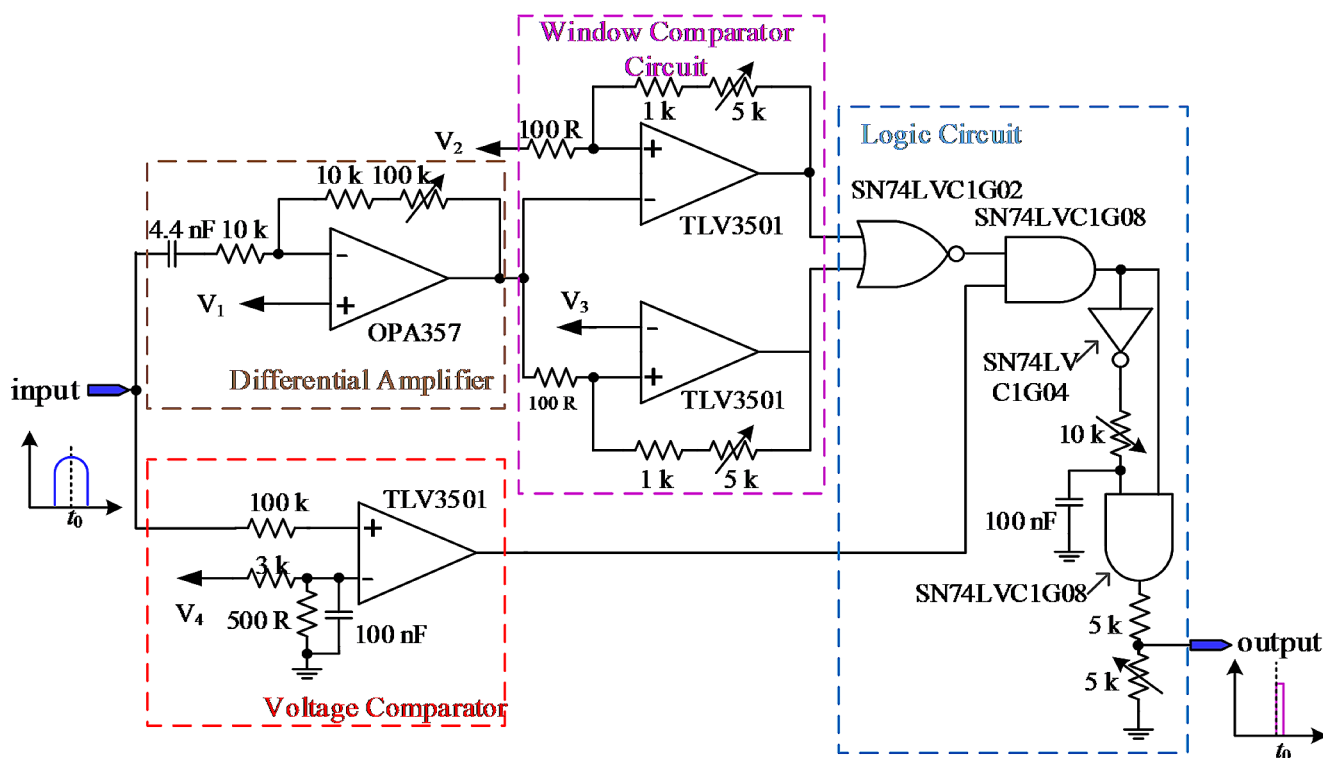 Window Comparator
Circuit
1 k
5 k
100 R
V2
+
-
TLV3501
Logic Circuit
SN74LVC1G02
SN74LVC1G08
10 k
100 k
4.4 nF
10 k
-
+
V1
OPA357
Differential Amplifier
V3
-
+
TLV3501
100 R
1 k
5 k
SN74LV
C1G04
10 k
100 nF
SN74LVC1G08
5 k
5 k
output
t0
input
t0
100 k
TLV3501
+
-
3 k
V4
500 R
100 nF
Voltage Comparator